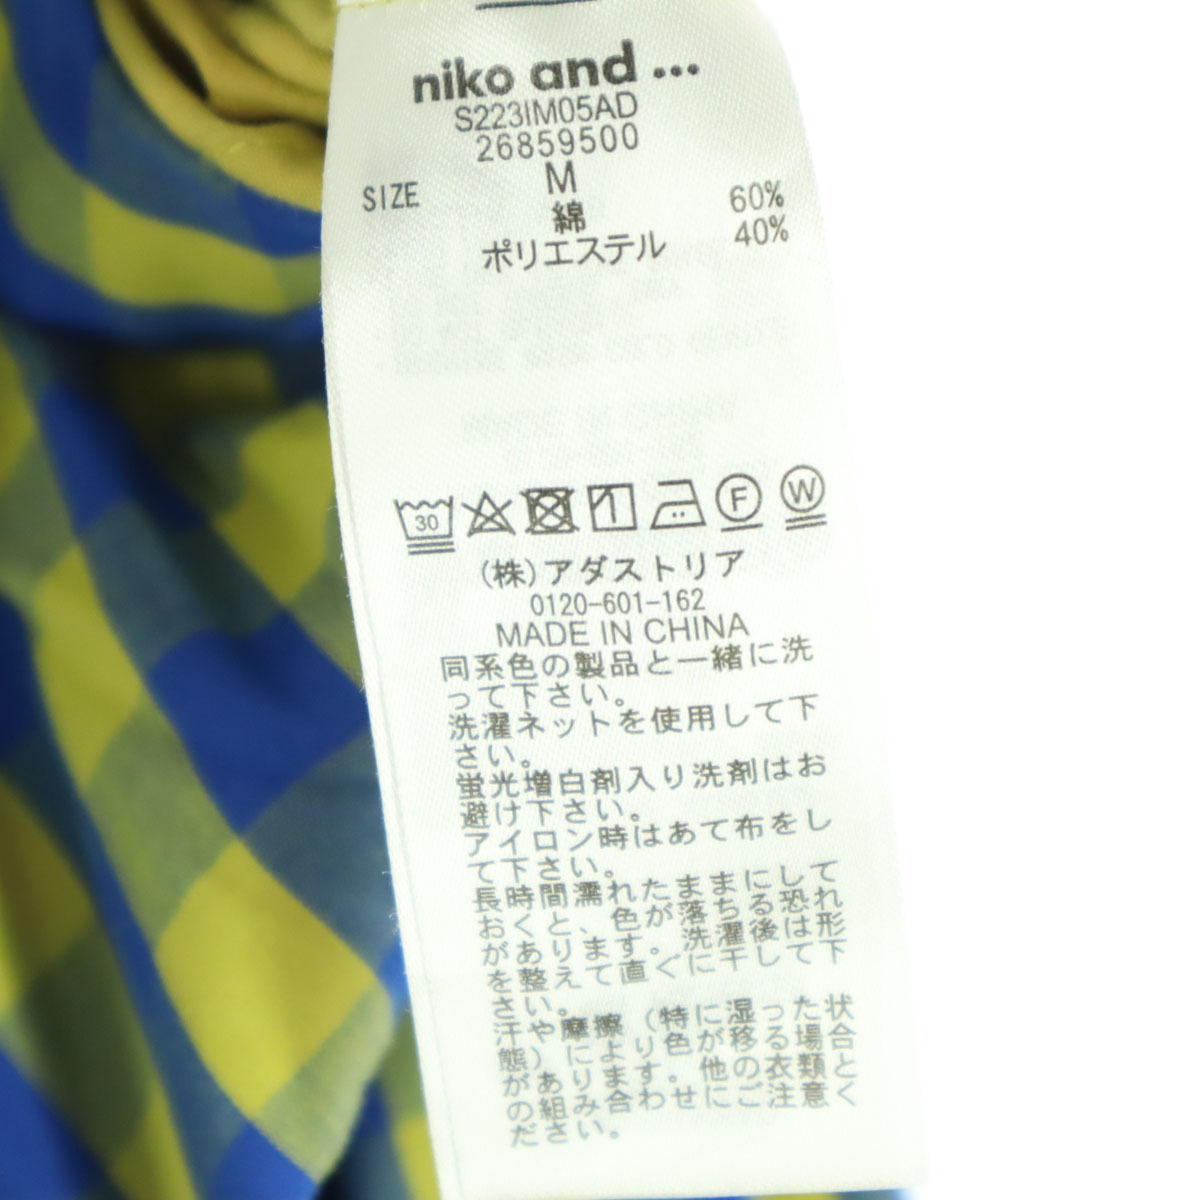 niko and ...
S223IM05AD
26859500
SIZE M
綿 60%
ポリエステル 40%
30 F W
(株)アダストリア
0120-601-162
MADE IN CHINA
同系色の製品と一緒に洗
って下さい。
洗濯ネットを使用して下
さい。
蛍光増白剤入り洗剤はお
避け下さい。
アイロン時はあて布をし
て下さい。
長時間濡れたままにして
おくと、色が落ちる恐れ
があります。洗濯後は形
を整えて直ぐに干して下
さい。
汗や摩擦(特に湿った状
態)により色が移る場合
があります。他の衣類と
の組み合わせにご注意く
ださい。